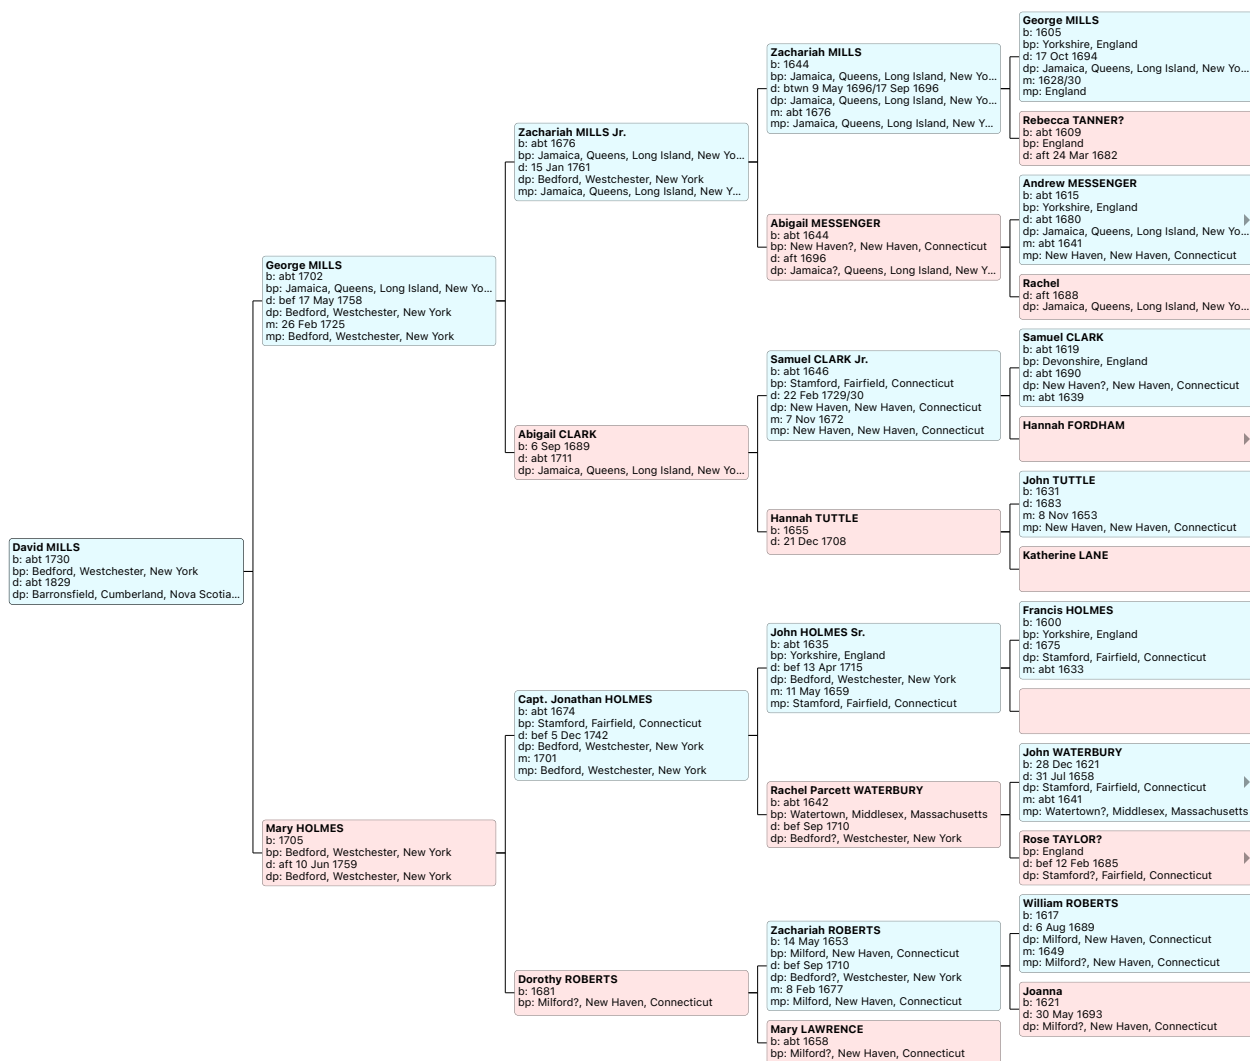 David MILLS
b: abt 1730
bp: Bedford, Westchester, New York
d: abt 1829
dp: Barronsfield, Cumberland, Nova Scotia...
George MILLS
b: abt 1702
bp: Jamaica, Queens, Long Island, New Yo...
d: bef 17 May 1758
dp: Bedford, Westchester, New York
m: 26 Feb 1725
mp: Bedford, Westchester, New York
Mary HOLMES
b: 1705
bp: Bedford, Westchester, New York
d: aft 10 Jun 1759
dp: Bedford, Westchester, New York
Zachariah MILLS Jr.
b: abt 1676
bp: Jamaica, Queens, Long Island, New Yo...
d: 15 Jan 1761
dp: Bedford, Westchester, New York
mp: Jamaica, Queens, Long Island, New Y...
Abigail CLARK
b: 6 Sep 1689
d: abt 1711
dp: Jamaica, Queens, Long Island, New Yo...
Capt. Jonathan HOLMES
b: abt 1674
bp: Stamford, Fairfield, Connecticut
d: bef 5 Dec 1742
dp: Bedford, Westchester, New York
m: 1701
mp: Bedford, Westchester, New York
Dorothy ROBERTS
b: 1681
bp: Milford?, New Haven, Connecticut
Zachariah MILLS
b: 1644
bp: Jamaica, Queens, Long Island, New Yo...
d: btwn 9 May 1696/17 Sep 1696
dp: Jamaica, Queens, Long Island, New Yo...
m: abt 1676
mp: Jamaica, Queens, Long Island, New Y...
Abigail MESSENGER
b: abt 1644
bp: New Haven?, New Haven, Connecticut
d: aft 1696
dp: Jamaica?, Queens, Long Island, New Y...
Samuel CLARK Jr.
b: abt 1646
bp: Stamford, Fairfield, Connecticut
d: 22 Feb 1729/30
dp: New Haven, New Haven, Connecticut
m: 7 Nov 1672
mp: New Haven, New Haven, Connecticut
Hannah TUTTLE
b: 1655
d: 21 Dec 1708
John HOLMES Sr.
b: abt 1635
bp: Yorkshire, England
d: bef 13 Apr 1715
dp: Bedford, Westchester, New York
m: 11 May 1659
mp: Stamford, Fairfield, Connecticut
Rachel Parcett WATERBURY
b: abt 1642
bp: Watertown, Middlesex, Massachusetts
d: bef Sep 1710
dp: Bedford?, Westchester, New York
Zachariah ROBERTS
b: 14 May 1653
bp: Milford, New Haven, Connecticut
d: bef Sep 1710
dp: Bedford?, Westchester, New York
m: 8 Feb 1677
mp: Milford, New Haven, Connecticut
Mary LAWRENCE
b: abt 1658
bp: Milford?, New Haven, Connecticut
George MILLS
b: 1605
bp: Yorkshire, England
d: 17 Oct 1694
dp: Jamaica, Queens, Long Island, New Yo...
m: 1628/30
mp: England
Rebecca TANNER?
b: abt 1609
bp: England
d: aft 24 Mar 1682
Andrew MESSENGER
b: abt 1615
bp: Yorkshire, England
d: abt 1680
dp: Jamaica, Queens, Long Island, New Yo...
m: abt 1641
mp: New Haven, New Haven, Connecticut
Rachel
d: aft 1688
dp: Jamaica, Queens, Long Island, New Yo...
Samuel CLARK
b: abt 1619
bp: Devonshire, England
d: abt 1690
dp: New Haven?, New Haven, Connecticut
m: abt 1639
Hannah FORDHAM
John TUTTLE
b: 1631
d: 1683
m: 8 Nov 1653
mp: New Haven, New Haven, Connecticut
Katherine LANE
Francis HOLMES
b: 1600
bp: Yorkshire, England
d: 1675
dp: Stamford, Fairfield, Connecticut
m: abt 1633
John WATERBURY
b: 28 Dec 1621
d: 31 Jul 1658
dp: Stamford, Fairfield, Connecticut
m: abt 1641
mp: Watertown?, Middlesex, Massachusetts
Rose TAYLOR?
bp: England
d: bef 12 Feb 1685
dp: Stamford?, Fairfield, Connecticut
William ROBERTS
b: 1617
d: 6 Aug 1689
dp: Milford, New Haven, Connecticut
m: 1649
mp: Milford?, New Haven, Connecticut
Joanna
b: 1621
d: 30 May 1693
dp: Milford?, New Haven, Connecticut